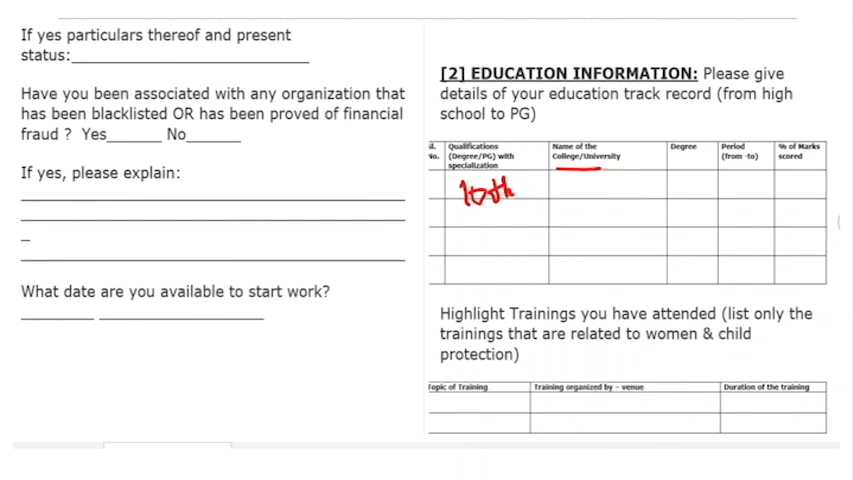 If yes particulars thereof and present
status:______________________________
Have you been associated with any organization that
has been blacklisted OR has been proved of financial
fraud ? Yes_______ No_______
If yes, please explain:
What date are you available to start work?
[2] EDUCATION INFORMATION: Please give
details of your education track record (from high
school to PG)
No.
Qualifications
(Degree/PG) with
specialization
Name of the
College/University
Degree
Period
(from -to)
% of Marks
scored
10th
Highlight Trainings you have attended (list only the
trainings that are related to women & child
protection)
Topic of Training
Training organized by – venue
Duration of the training